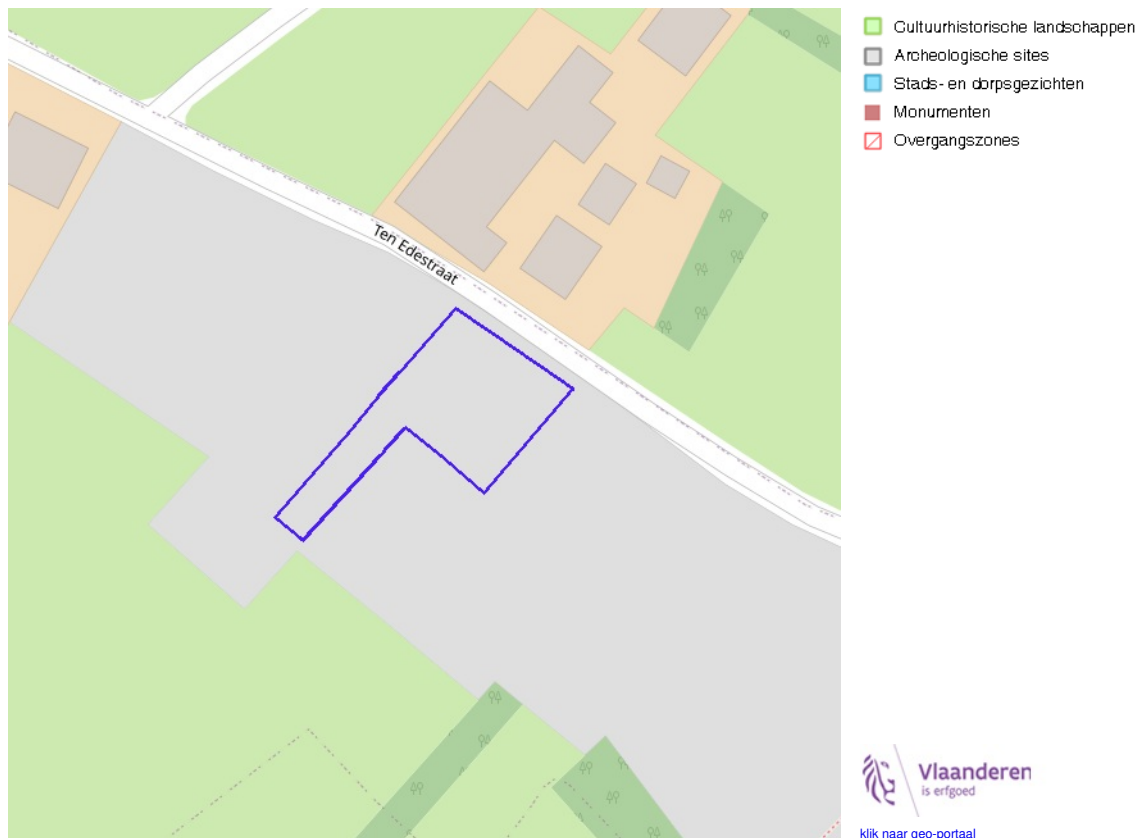 Ten Edestraat
Cultuurhistorische landschappen
Archeologische sites
Stads- en dorpsgezichten
Monumenten
Overgangszones
Vlaanderen
is erfgoed
klik naar geo-portaal